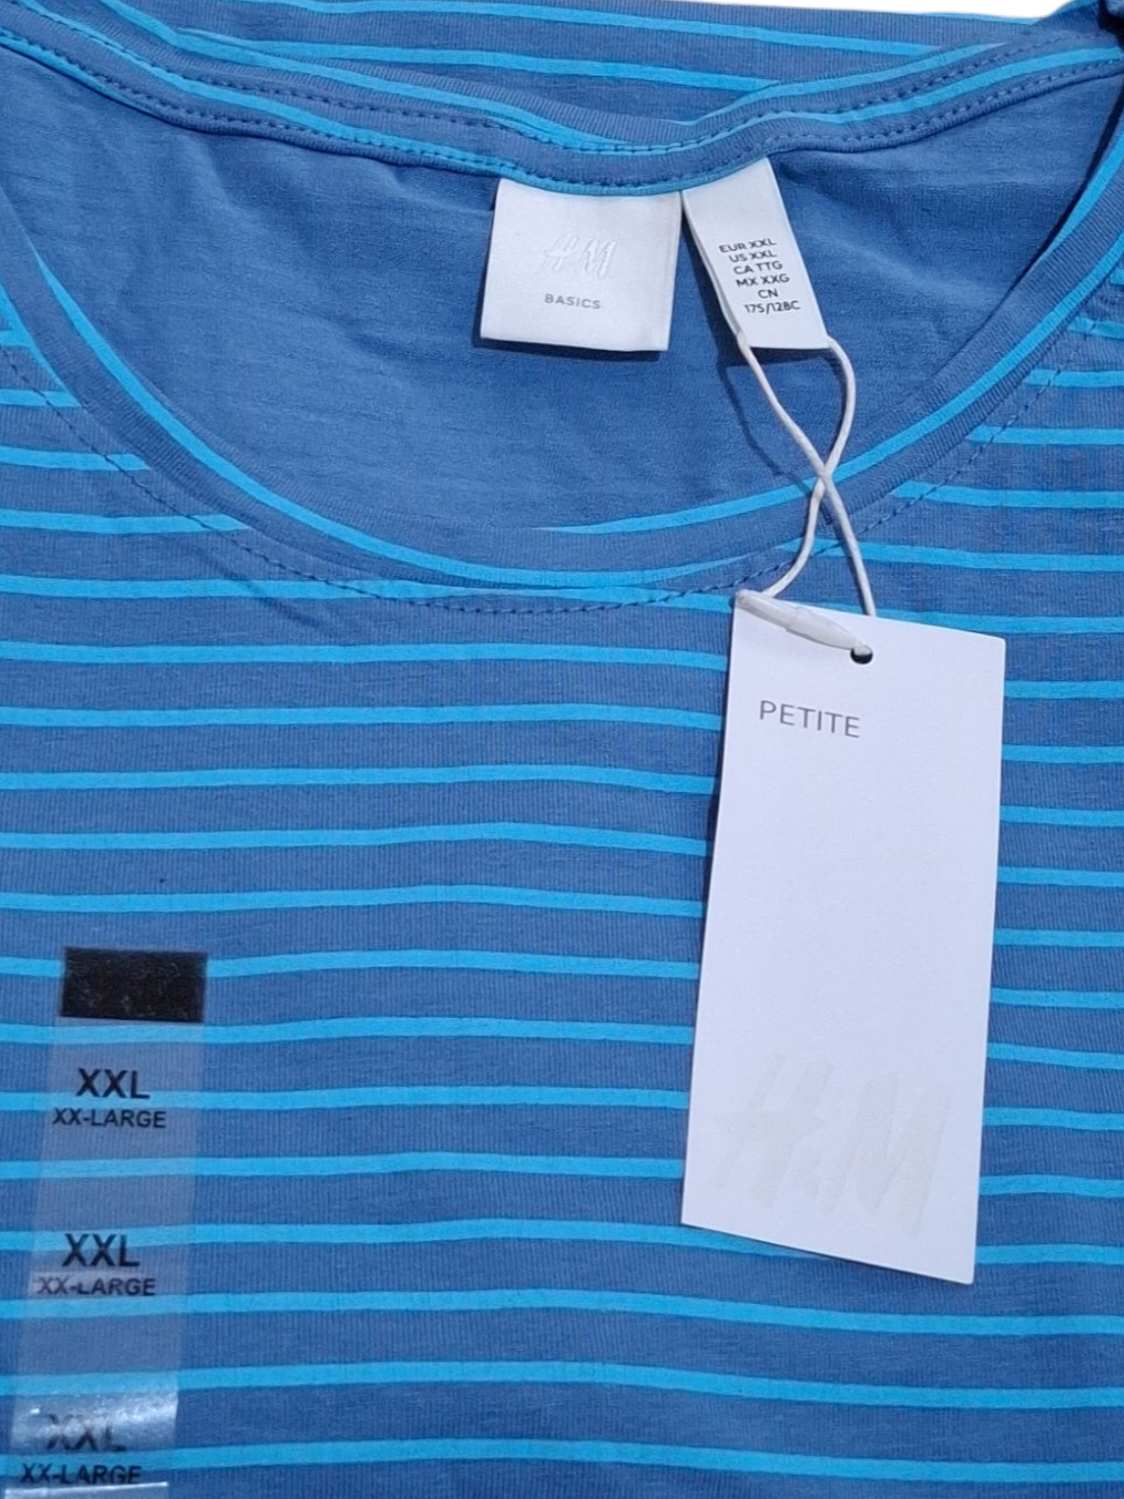 H&M
BASICS
EUR XXL
US XXL
CA TTG
MX XXG
CN
175/128C
PETITE
H&M
XXL
XX-LARGE
XXL
XX-LARGE
XXL
XX-LARGE